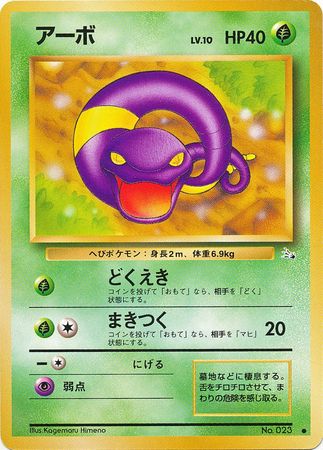 アーボ LV.10 HP40
へびポケモン：身長2m、体重6.9kg
どくえき
コインを投げて「おもて」なら、相手を「どく」
状態にする。
まきつく 20
コインを投げて「おもて」なら、相手を「マヒ」
状態にする。
にげる
弱点
墓地などに棲息する。
舌をチロチロさせて、ま
わりの危険を感じ取る。
Illus.Kagemaru Himeno No.023